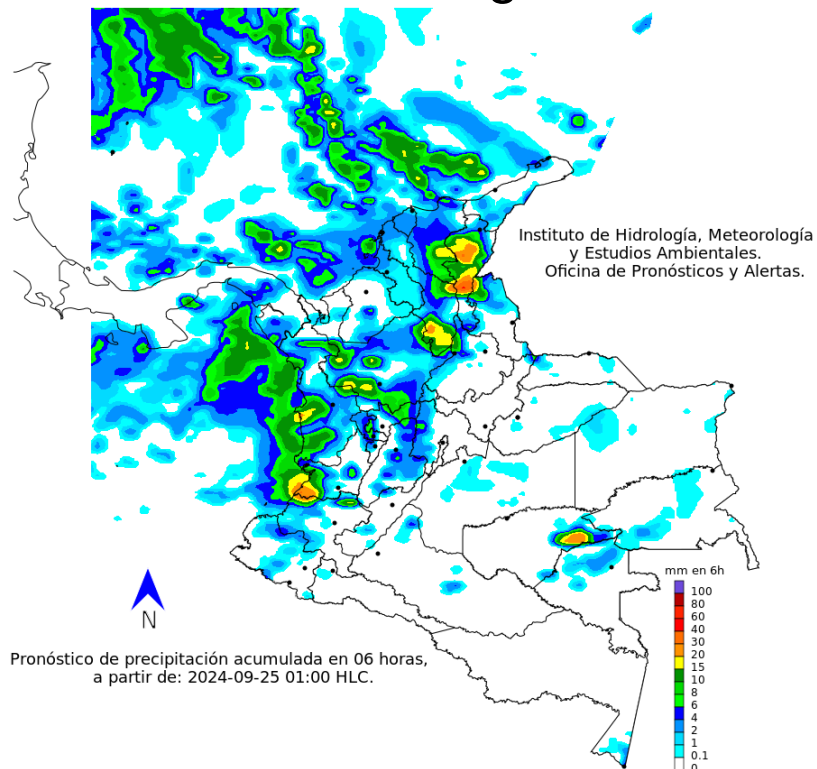 Instituto de Hidrología, Meteorología
y Estudios Ambientales.
Oficina de Pronósticos y Alertas.
mm en 6h
100
80
60
40
30
20
15
10
8
6
4
2
1
0.1
0
N
Pronóstico de precipitación acumulada en 06 horas,
a partir de: 2024-09-25 01:00 HLC.